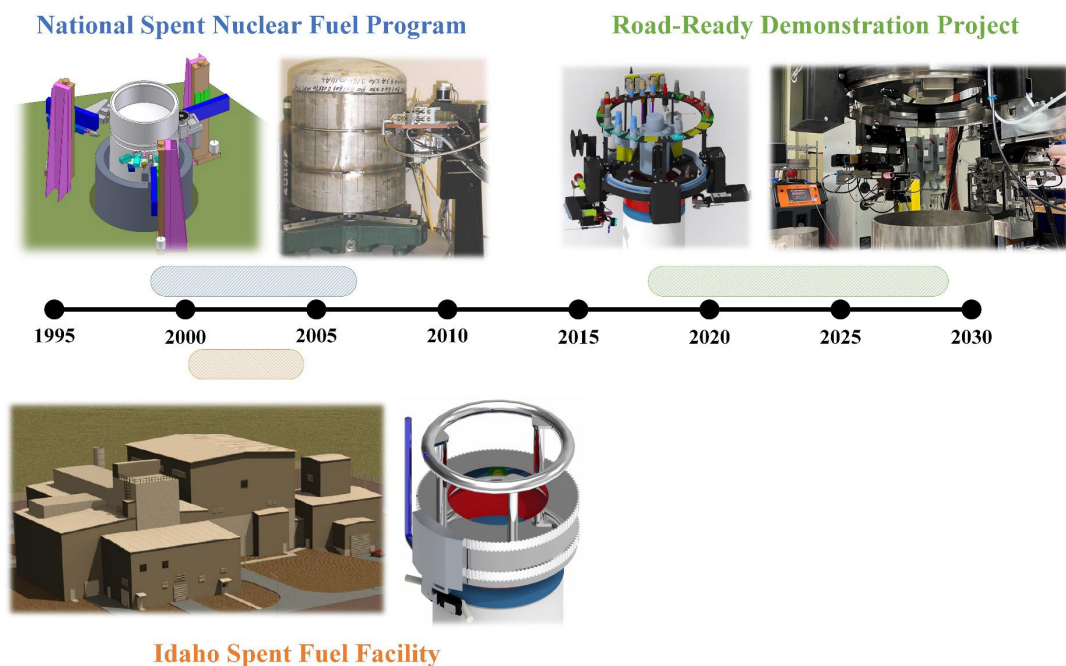 National Spent Nuclear Fuel Program
Road-Ready Demonstration Project
1995
2000
2005
2010
2015
2020
2025
2030
Idaho Spent Fuel Facility